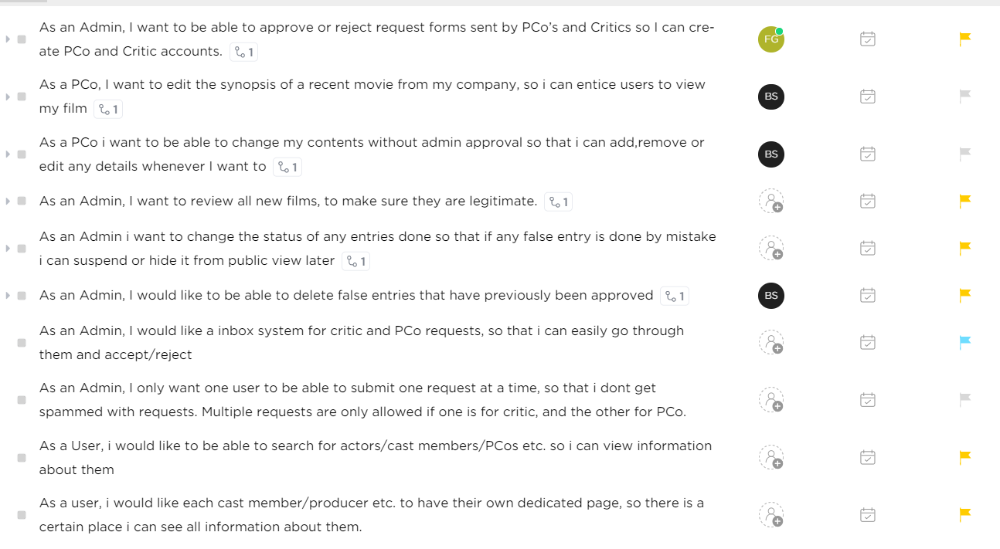 As an Admin, I want to be able to approve or reject request forms sent by PCo's and Critics so I can cre-
ate PCo and Critic accounts. 1
FG
As a PCo, I want to edit the synopsis of a recent movie from my company, so i can entice users to view
my film 1
BS
As a PCo i want to be able to change my contents without admin approval so that i can add,remove or
edit any details whenever I want to 1
BS
As an Admin, I want to review all new films, to make sure they are legitimate. 1
As an Admin i want to change the status of any entries done so that if any false entry is done by mistake
i can suspend or hide it from public view later 1
As an Admin, I would like to be able to delete false entries that have previously been approved 1
BS
As an Admin, I would like a inbox system for critic and PCo requests, so that i can easily go through
them and accept/reject
As an Admin, I only want one user to be able to submit one request at a time, so that i dont get
spammed with requests. Multiple requests are only allowed if one is for critic, and the other for PCo.
As a User, i would like to be able to search for actors/cast members/PCos etc. so i can view information
about them
As a user, i would like each cast member/producer etc. to have their own dedicated page, so there is a
certain place i can see all information about them.